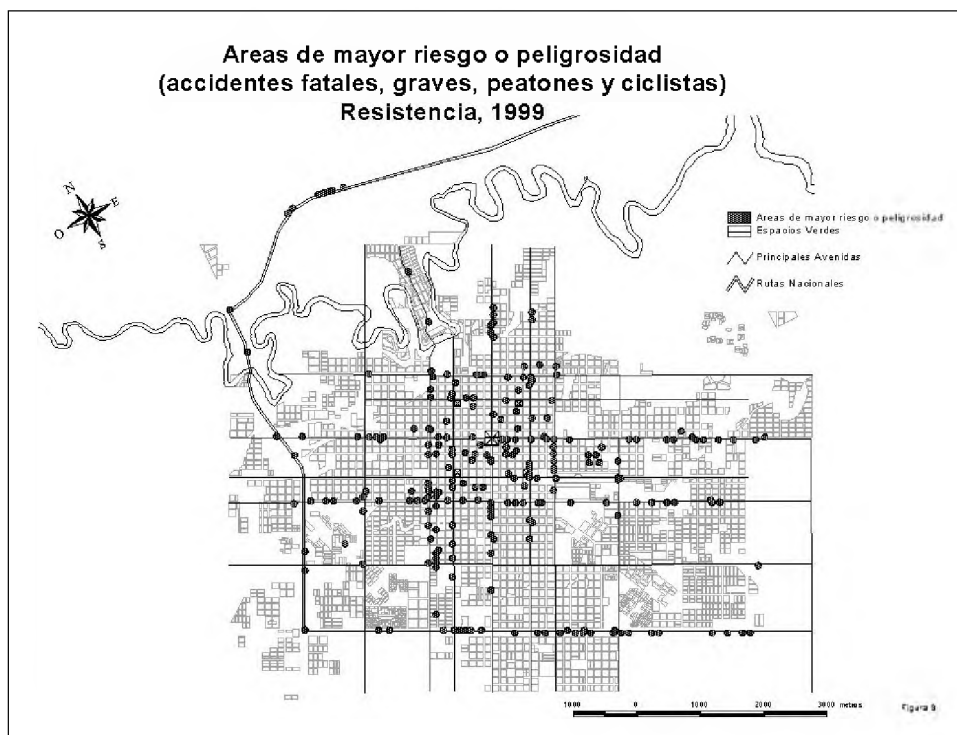 Areas de mayor riesgo o peligrosidad
(accidentes fatales, graves, peatones y ciclistas)
Resistencia, 1999
N
E
O
S
Areas de mayor riesgo o peligrosidad
Espacios Verdes
Principales Avenidas
Rutas Nacionales
1000 0 1000 2000 3000 metros
Figura 9